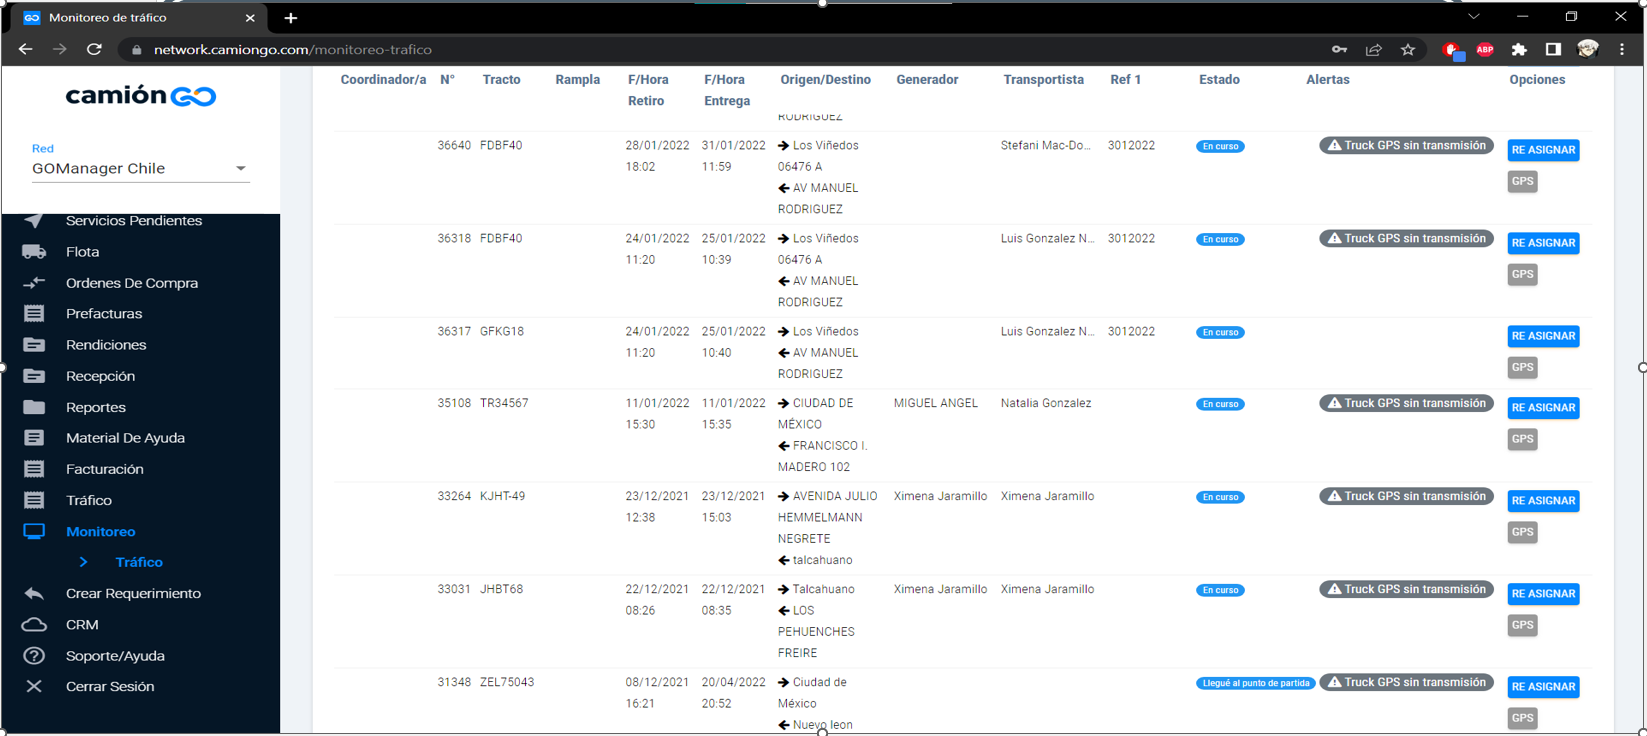 Monitoreo de tráfico
network.camiongo.com/monitoreo-trafico
ABP
camión GO
Red
GOManager Chile
Servicios Pendientes
Flota
Ordenes De Compra
Prefacturas
Rendiciones
Recepción
Reportes
Material De Ayuda
Facturación
Tráfico
Monitoreo
Tráfico
Crear Requerimiento
CRM
Soporte/Ayuda
Cerrar Sesión
Coordinador/a N° Tracto Rampla F/Hora Retiro F/Hora Entrega Origen/Destino Generador Transportista Ref 1 Estado Alertas Opciones
RODRIGUEZ
36640 FDBF40 28/01/2022 31/01/2022 → Los Viñedos Stefani Mac-Do... 3012022 En curso Truck GPS sin transmisión RE ASIGNAR
18:02 11:59 06476 A
← AV MANUEL GPS
RODRIGUEZ
36318 FDBF40 24/01/2022 25/01/2022 → Los Viñedos Luis Gonzalez N... 3012022 En curso Truck GPS sin transmisión RE ASIGNAR
11:20 10:39 06476 A
← AV MANUEL GPS
RODRIGUEZ
36317 GFKG18 24/01/2022 25/01/2022 → Los Viñedos Luis Gonzalez N... 3012022 En curso RE ASIGNAR
11:20 10:40 ← AV MANUEL GPS
RODRIGUEZ
35108 TR34567 11/01/2022 11/01/2022 → CIUDAD DE MIGUEL ANGEL Natalia Gonzalez En curso Truck GPS sin transmisión RE ASIGNAR
15:30 15:35 MÉXICO
← FRANCISCO I. GPS
MADERO 102
33264 KJHT-49 23/12/2021 23/12/2021 → AVENIDA JULIO Ximena Jaramillo Ximena Jaramillo En curso Truck GPS sin transmisión RE ASIGNAR
12:38 15:03 HEMMELMANN
NEGRETE GPS
← talcahuano
33031 JHBT68 22/12/2021 22/12/2021 → Talcahuano Ximena Jaramillo Ximena Jaramillo En curso Truck GPS sin transmisión RE ASIGNAR
08:26 08:35 ← LOS
PEHUENCHES GPS
FREIRE
31348 ZEL75043 08/12/2021 20/04/2022 → Ciudad de Llegué al punto de partida Truck GPS sin transmisión RE ASIGNAR
16:21 20:52 México
← Nuevo leon GPS